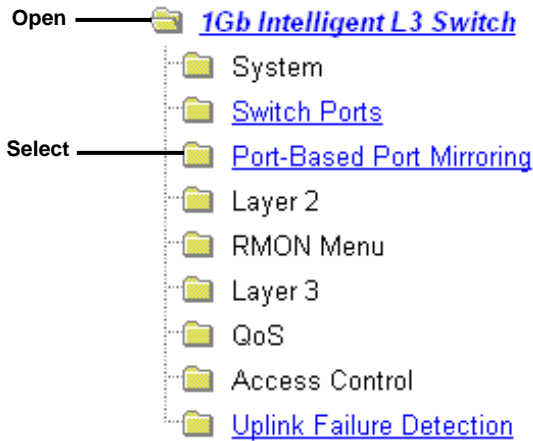 Open 1Gb Intelligent L3 Switch
System
Switch Ports
Select Port-Based Port Mirroring
Layer 2
RMON Menu
Layer 3
QoS
Access Control
Uplink Failure Detection